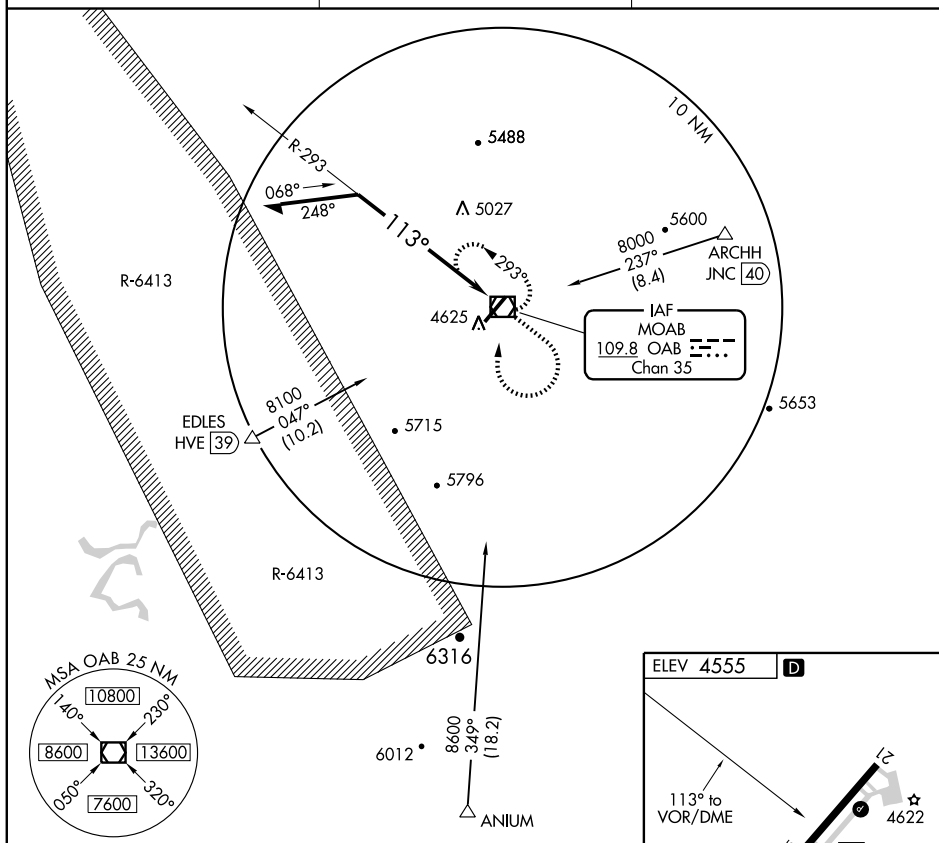 10 NM
5488
R-293
068°
248°
5027
113°
5600
8000
237°
(8.4)
ARCHH
JNC 40
293°
R-6413
4625
IAF
MOAB
109.8 OAB
Chan 35
8100
047°
(10.2)
EDLES
HVE 39
5653
5715
5796
R-6413
6316
MSA OAB 25 NM
10800
140°
230°
8600
13600
050°
320°
7600
8600
349°
(18.2)
6012
ANIUM
ELEV 4555 D
21
113° to
VOR/DME
P
4622